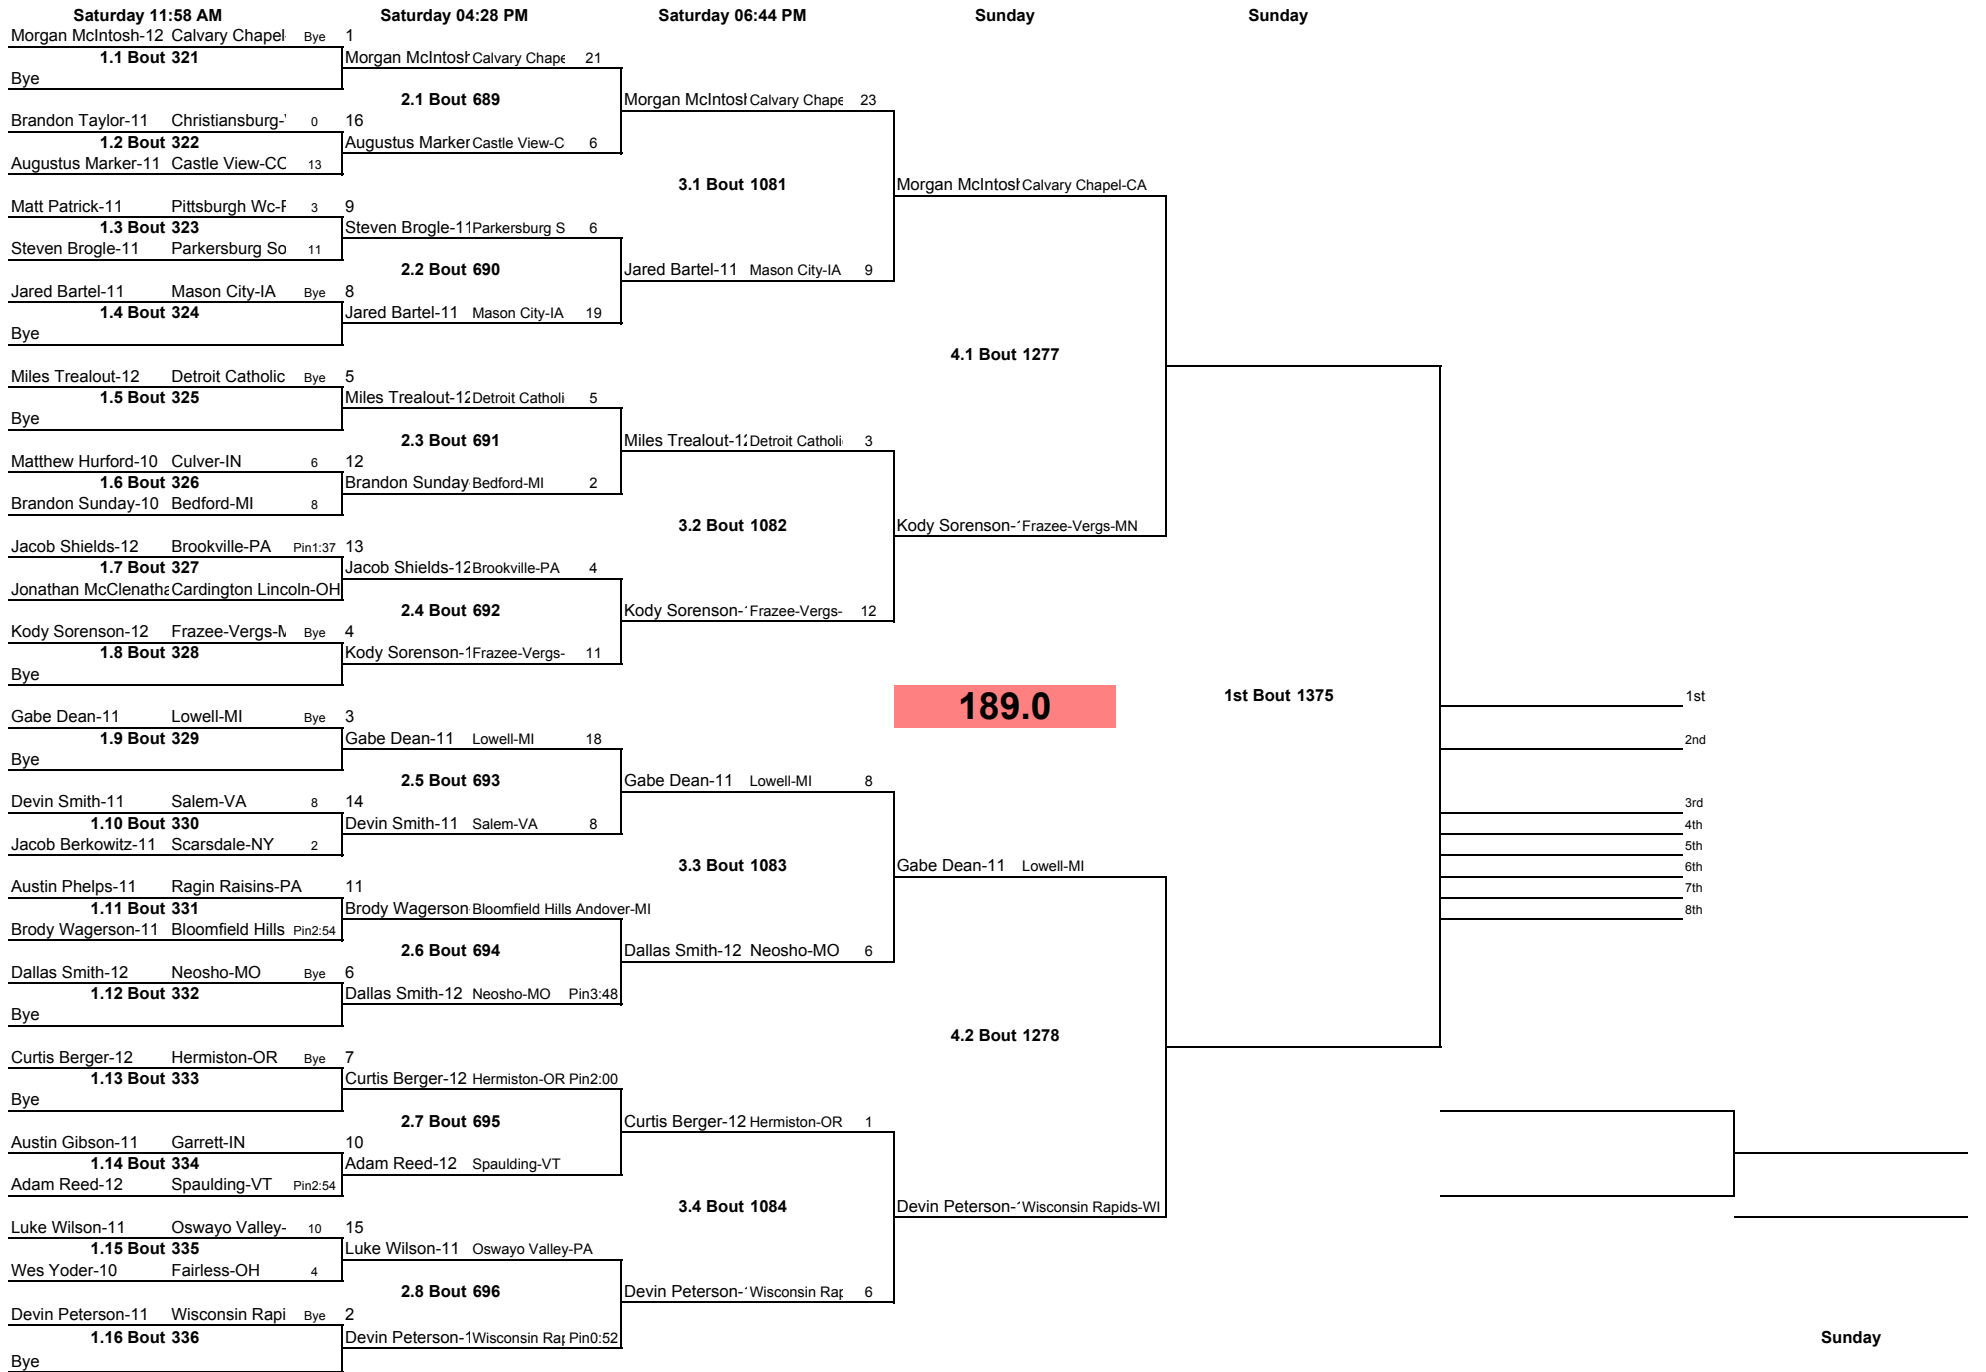 Saturday 11:58 AM Saturday 04:28 PM Saturday 06:44 PM Sunday Sunday
Morgan McIntosh-12 Calvary Chapel Bye 1
1.1 Bout 321 Morgan McIntosh Calvary Chape 21
Bye
2.1 Bout 689 Morgan McIntosh Calvary Chape 23
Brandon Taylor-11 Christiansburg- 0 16
1.2 Bout 322 Augustus Marker Castle View-C 6
Augustus Marker-11 Castle View-CC 13
3.1 Bout 1081 Morgan McIntosh Calvary Chapel-CA
Matt Patrick-11 Pittsburgh Wc-F 3 9
1.3 Bout 323 Steven Brogle-11 Parkersburg S 6
Steven Brogle-11 Parkersburg So 11
2.2 Bout 690 Jared Bartel-11 Mason City-IA 9
Jared Bartel-11 Mason City-IA Bye 8
1.4 Bout 324 Jared Bartel-11 Mason City-IA 19
Bye
4.1 Bout 1277
Miles Trealout-12 Detroit Catholic Bye 5
1.5 Bout 325 Miles Trealout-12 Detroit Catholi 5
Bye
2.3 Bout 691 Miles Trealout-12 Detroit Catholi 3
Matthew Hurford-10 Culver-IN 6 12
1.6 Bout 326 Brandon Sunday Bedford-MI 2
Brandon Sunday-10 Bedford-MI 8
3.2 Bout 1082 Kody Sorenson- Frazee-Vergs-MN
Jacob Shields-12 Brookville-PA Pin1:37 13
1.7 Bout 327 Jacob Shields-12 Brookville-PA 4
Jonathan McClenatha Cardington Lincoln-OH
2.4 Bout 692 Kody Sorenson- Frazee-Vergs- 12
Kody Sorenson-12 Frazee-Vergs-M Bye 4
1.8 Bout 328 Kody Sorenson-1 Frazee-Vergs- 11
Bye
189.0 1st Bout 1375 1st
Gabe Dean-11 Lowell-MI Bye 3
1.9 Bout 329 Gabe Dean-11 Lowell-MI 18 2nd
Bye
2.5 Bout 693 Gabe Dean-11 Lowell-MI 8
Devin Smith-11 Salem-VA 8 14 3rd
1.10 Bout 330 Devin Smith-11 Salem-VA 8 4th
Jacob Berkowitz-11 Scarsdale-NY 2 5th
3.3 Bout 1083 Gabe Dean-11 Lowell-MI 6th
Austin Phelps-11 Ragin Raisins-PA 11 7th
1.11 Bout 331 Brody Wagerson Bloomfield Hills Andover-MI 8th
Brody Wagerson-11 Bloomfield Hills Pin2:54
2.6 Bout 694 Dallas Smith-12 Neosho-MO 6
Dallas Smith-12 Neosho-MO Bye 6
1.12 Bout 332 Dallas Smith-12 Neosho-MO Pin3:48
Bye
4.2 Bout 1278
Curtis Berger-12 Hermiston-OR Bye 7
1.13 Bout 333 Curtis Berger-12 Hermiston-OR Pin2:00
Bye
2.7 Bout 695 Curtis Berger-12 Hermiston-OR 1
Austin Gibson-11 Garrett-IN 10
1.14 Bout 334 Adam Reed-12 Spaulding-VT
Adam Reed-12 Spaulding-VT Pin2:54
3.4 Bout 1084 Devin Peterson- Wisconsin Rapids-WI
Luke Wilson-11 Oswayo Valley- 10 15
1.15 Bout 335 Luke Wilson-11 Oswayo Valley-PA
Wes Yoder-10 Fairless-OH 4
2.8 Bout 696 Devin Peterson- Wisconsin Rap 6
Devin Peterson-11 Wisconsin Rapi Bye 2
1.16 Bout 336 Devin Peterson-1 Wisconsin Rap Pin0:52 Sunday
Bye